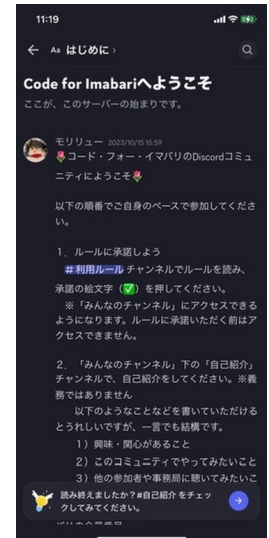 11:19
Aa はじめに ›
Code for Imabariへようこそ
ここが、このサーバーの始まりです。
モリリュー 2023/10/15 15:59
🌷コード・フォー・イマバリのDiscordコミュ
ニティにようこそ🌷
以下の順番でご自身のペースで参加してくださ
い。
1．ルールに承諾しよう
#利用ルール チャンネルでルールを読み、
承諾の絵文字（✅）を押してください。
※「みんなのチャンネル」にアクセスできる
ようになります。ルールに承諾いただく前はア
クセスできません。
2．「みんなのチャンネル」下の「自己紹介」
チャンネルで、自己紹介をしてください。※義
務ではありません
以下のようなことなどを書いていただける
とうれしいですが、一言でも結構です。
1）興味・関心があること
2）このコミュニティでやってみたいこと
3）他の参加者や事務局に聴いてみたいこ
読み終えましたか？#自己紹介 をチェッ
クしてみてください。